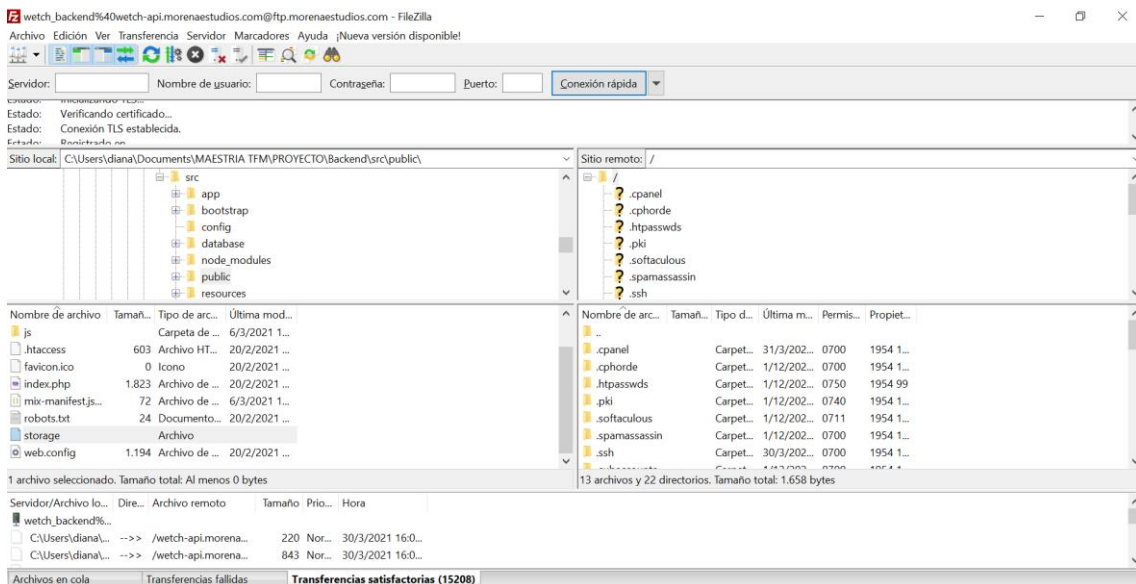 wetch_backend%40wetch-api.morenaestudios.com@ftp.morenaestudios.com - FileZilla
Archivo Edición Ver Transferencia Servidor Marcadores Ayuda ¡Nueva versión disponible!
Servidor: Nombre de usuario: Contraseña: Puerto: Conexión rápida
Estado: Inicializando TLS...
Estado: Verificando certificado...
Estado: Conexión TLS establecida.
Estado: Registrado en
Sitio local: C:\Users\diana\Documents\MAESTRIA TFM\PROYECTO\Backend\src\public\
src
app
bootstrap
config
database
node_modules
public
resources
Sitio remoto: /
/
.cpanel
.cphorde
.htpasswds
.pki
.softaculous
.spamassassin
.ssh
Nombre de archivo Tamañ... Tipo de arc... Última mod...
js Carpeta de ... 6/3/2021 1...
.htaccess 603 Archivo HT... 20/2/2021 ...
favicon.ico 0 Icono 20/2/2021 ...
index.php 1.823 Archivo de ... 20/2/2021 ...
mix-manifest.js... 72 Archivo de ... 6/3/2021 1...
robots.txt 24 Documento... 20/2/2021 ...
storage Archivo
web.config 1.194 Archivo de ... 20/2/2021 ...
1 archivo seleccionado. Tamaño total: Al menos 0 bytes
Nombre de arc... Tamañ... Tipo d... Última m... Permis... Propiet...
..
.cpanel Carpet... 31/3/202... 0700 1954 1...
.cphorde Carpet... 1/12/202... 0700 1954 1...
.htpasswds Carpet... 1/12/202... 0750 1954 99
.pki Carpet... 1/12/202... 0740 1954 1...
.softaculous Carpet... 1/12/202... 0711 1954 1...
.spamassassin Carpet... 1/12/202... 0700 1954 1...
.ssh Carpet... 30/3/202... 0700 1954 1...
13 archivos y 22 directorios. Tamaño total: 1.658 bytes
Servidor/Archivo lo... Dire... Archivo remoto Tamaño Prio... Hora
wetch_backend%...
C:\Users\diana\... -->> /wetch-api.morena... 220 Nor... 30/3/2021 16:0...
C:\Users\diana\... -->> /wetch-api.morena... 843 Nor... 30/3/2021 16:0...
Archivos en cola Transferencias fallidas Transferencias satisfactorias (15208)